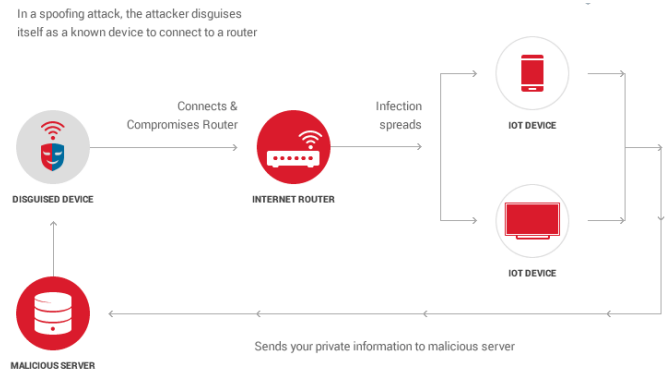 In a spoofing attack, the attacker disguises
itself as a known device to connect to a router
Connects &
Compromises Router
Infection
spreads
IOT DEVICE
DISGUISED DEVICE
INTERNET ROUTER
IOT DEVICE
Sends your private information to malicious server
MALICIOUS SERVER